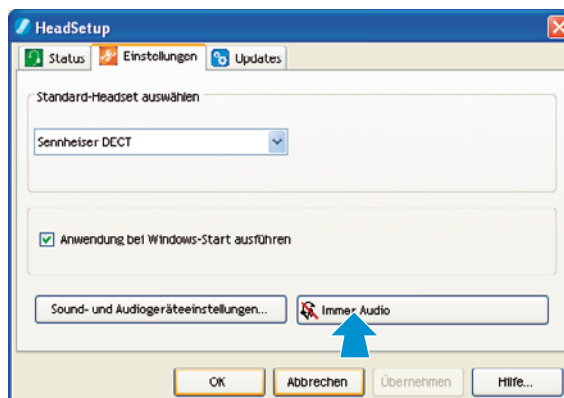 HeadSetup
Status Einstellungen Updates
Standard-Headset auswählen
Sennheiser DECT
Anwendung bei Windows-Start ausführen
Sound- und Audiogeräteeinstellungen... Immer Audio
OK Abbrechen Übernehmen Hilfe...